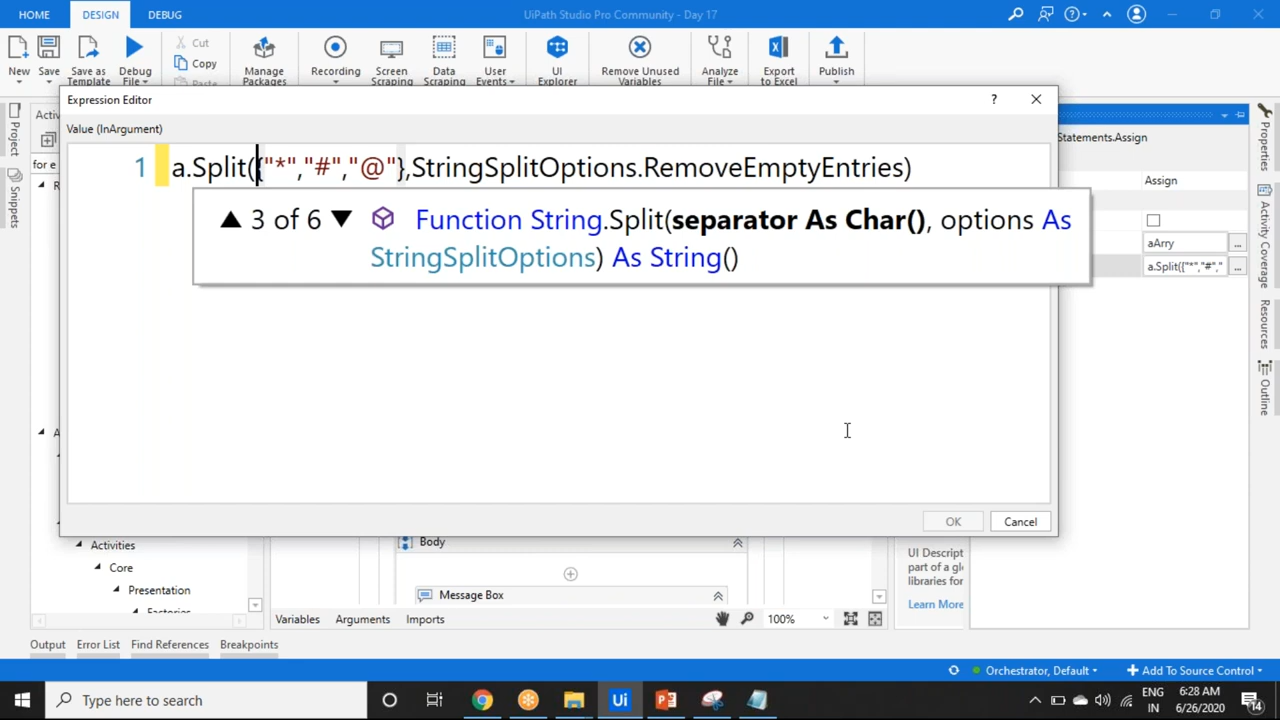 HOME DESIGN DEBUG UiPath Studio Pro Community - Day 17
New Save Save as Template Debug File Cut Copy Paste Manage Packages Recording Screen Scraping Data Scraping User Events UI Explorer Remove Unused Variables Analyze File Export to Excel Publish
Expression Editor
Value (InArgument)
1 a.Split({"*","#","@"},StringSplitOptions.RemoveEmptyEntries)
3 of 6 Function String.Split(separator As Char(), options As
StringSplitOptions) As String()
OK Cancel
Project
Snippets
for e
Statements.Assign
Assign
aArry ...
a.Split({"*","#"," ...
Properties
Activity Coverage
Resources
Outline
Activities
Core
Presentation
Factories
Body
Message Box
Variables Arguments Imports 100%
UI Descript
part of a gl
libraries for
Learn More
Output Error List Find References Breakpoints
Orchestrator, Default Add To Source Control
Type here to search
Ui
ENG
IN
6:28 AM
6/26/2020
14